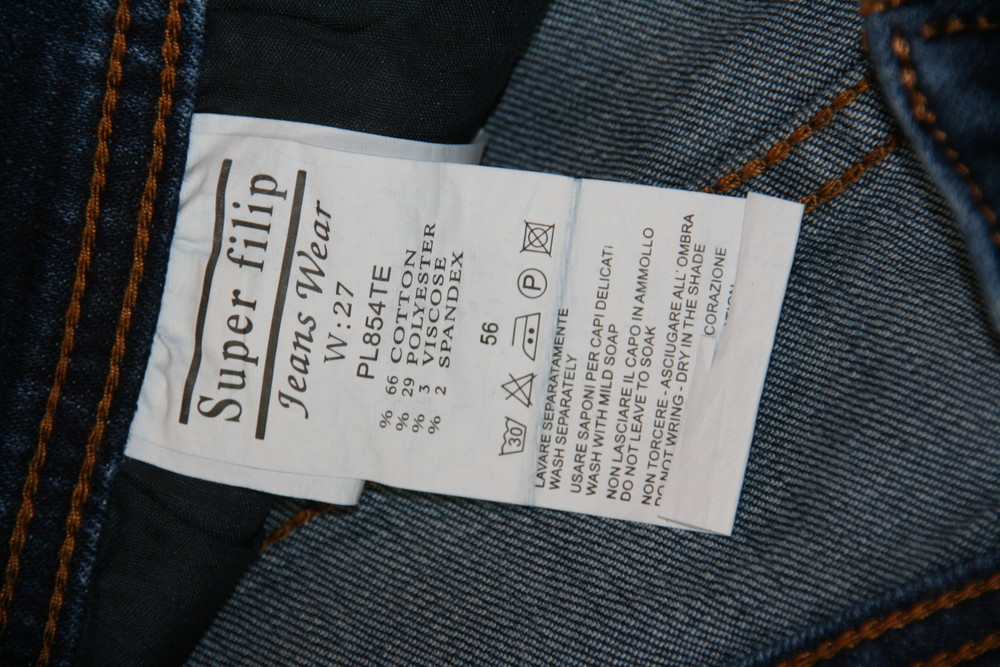 Super filip
Jeans Wear
W: 27
PL854TE
% 66 COTTON
% 29 POLYESTER
% 3 VISCOSE
% 2 SPANDEX
56
30 P
LAVARE SEPARATAMENTE
WASH SEPARATELY
USARE SAPONI PER CAPI DELICATI
WASH WITH MILD SOAP
NON LASCIARE IL CAPO IN AMMOLLO
DO NOT LEAVE TO SOAK
NON TORCERE - ASCIUGARE ALL' OMBRA
DO NOT WRING - DRY IN THE SHADE
CORAZIONE